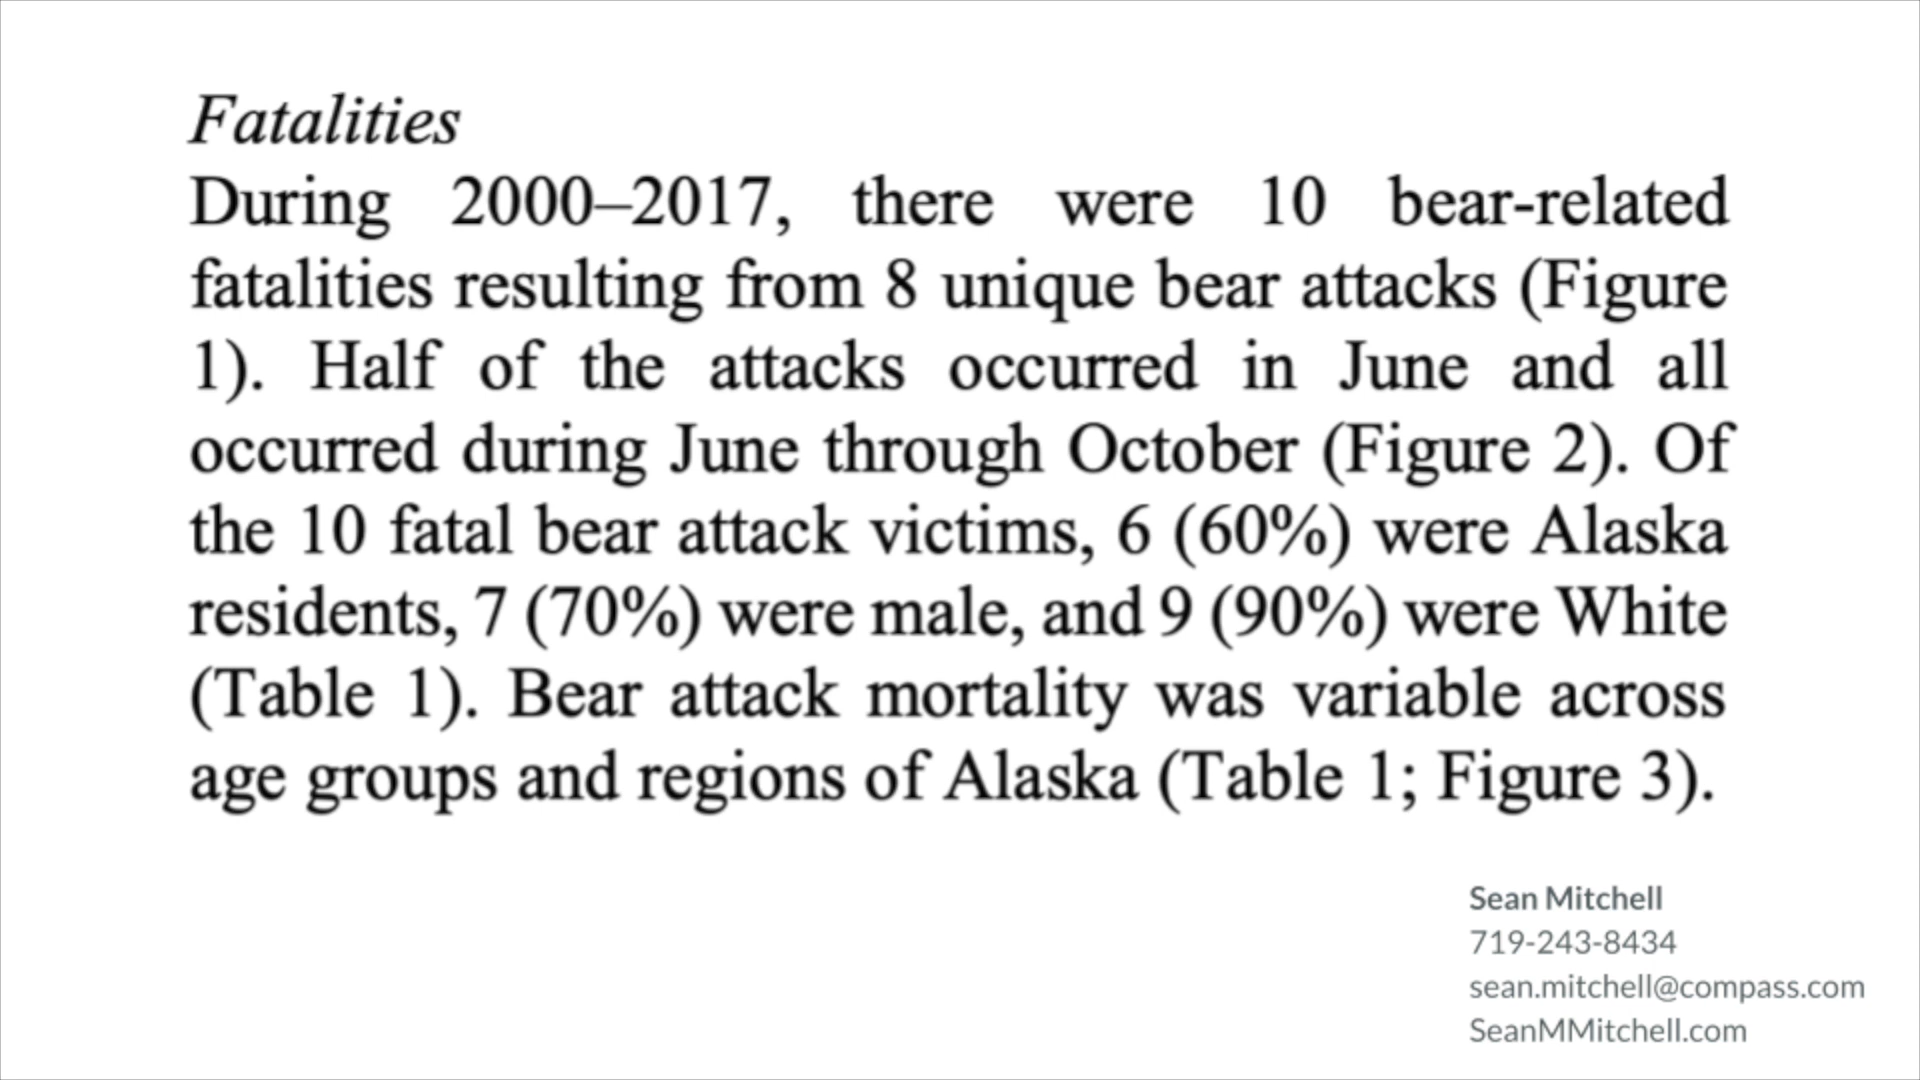 Fatalities
During 2000–2017, there were 10 bear-related
fatalities resulting from 8 unique bear attacks (Figure
1). Half of the attacks occurred in June and all
occurred during June through October (Figure 2). Of
the 10 fatal bear attack victims, 6 (60%) were Alaska
residents, 7 (70%) were male, and 9 (90%) were White
(Table 1). Bear attack mortality was variable across
age groups and regions of Alaska (Table 1; Figure 3).
Sean Mitchell
719-243-8434
sean.mitchell@compass.com
SeanMMitchell.com